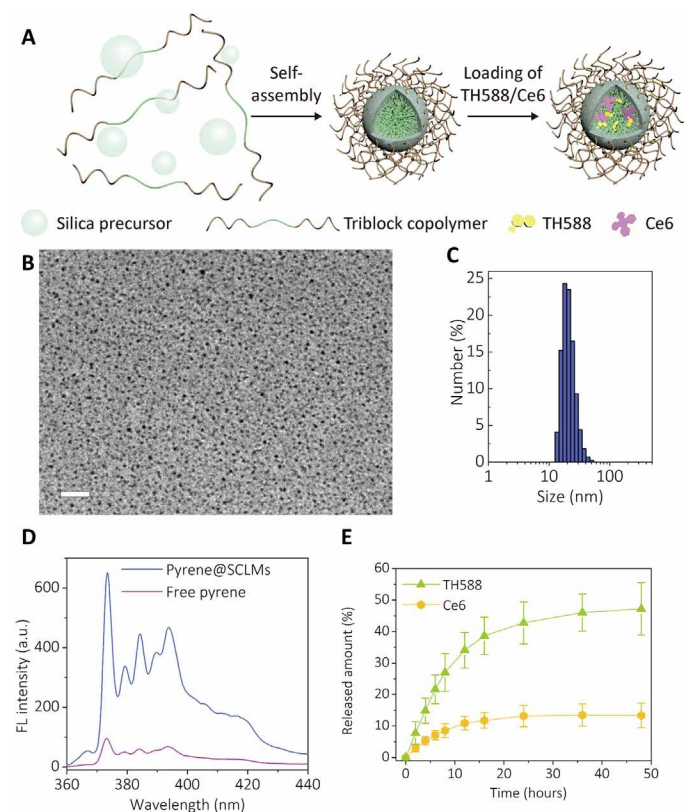 A
Self-
assembly
Loading of
TH588/Ce6
Silica precursor
Triblock copolymer
TH588
Ce6
B
C
25
20
15
10
5
0
Number (%)
1
10
100
Size (nm)
D
Pyrene@SCLMs
Free pyrene
600
400
200
0
FL intensity (a.u.)
360
380
400
420
440
Wavelength (nm)
E
TH588
Ce6
60
50
40
30
20
10
0
Released amount (%)
0
10
20
30
40
50
Time (hours)